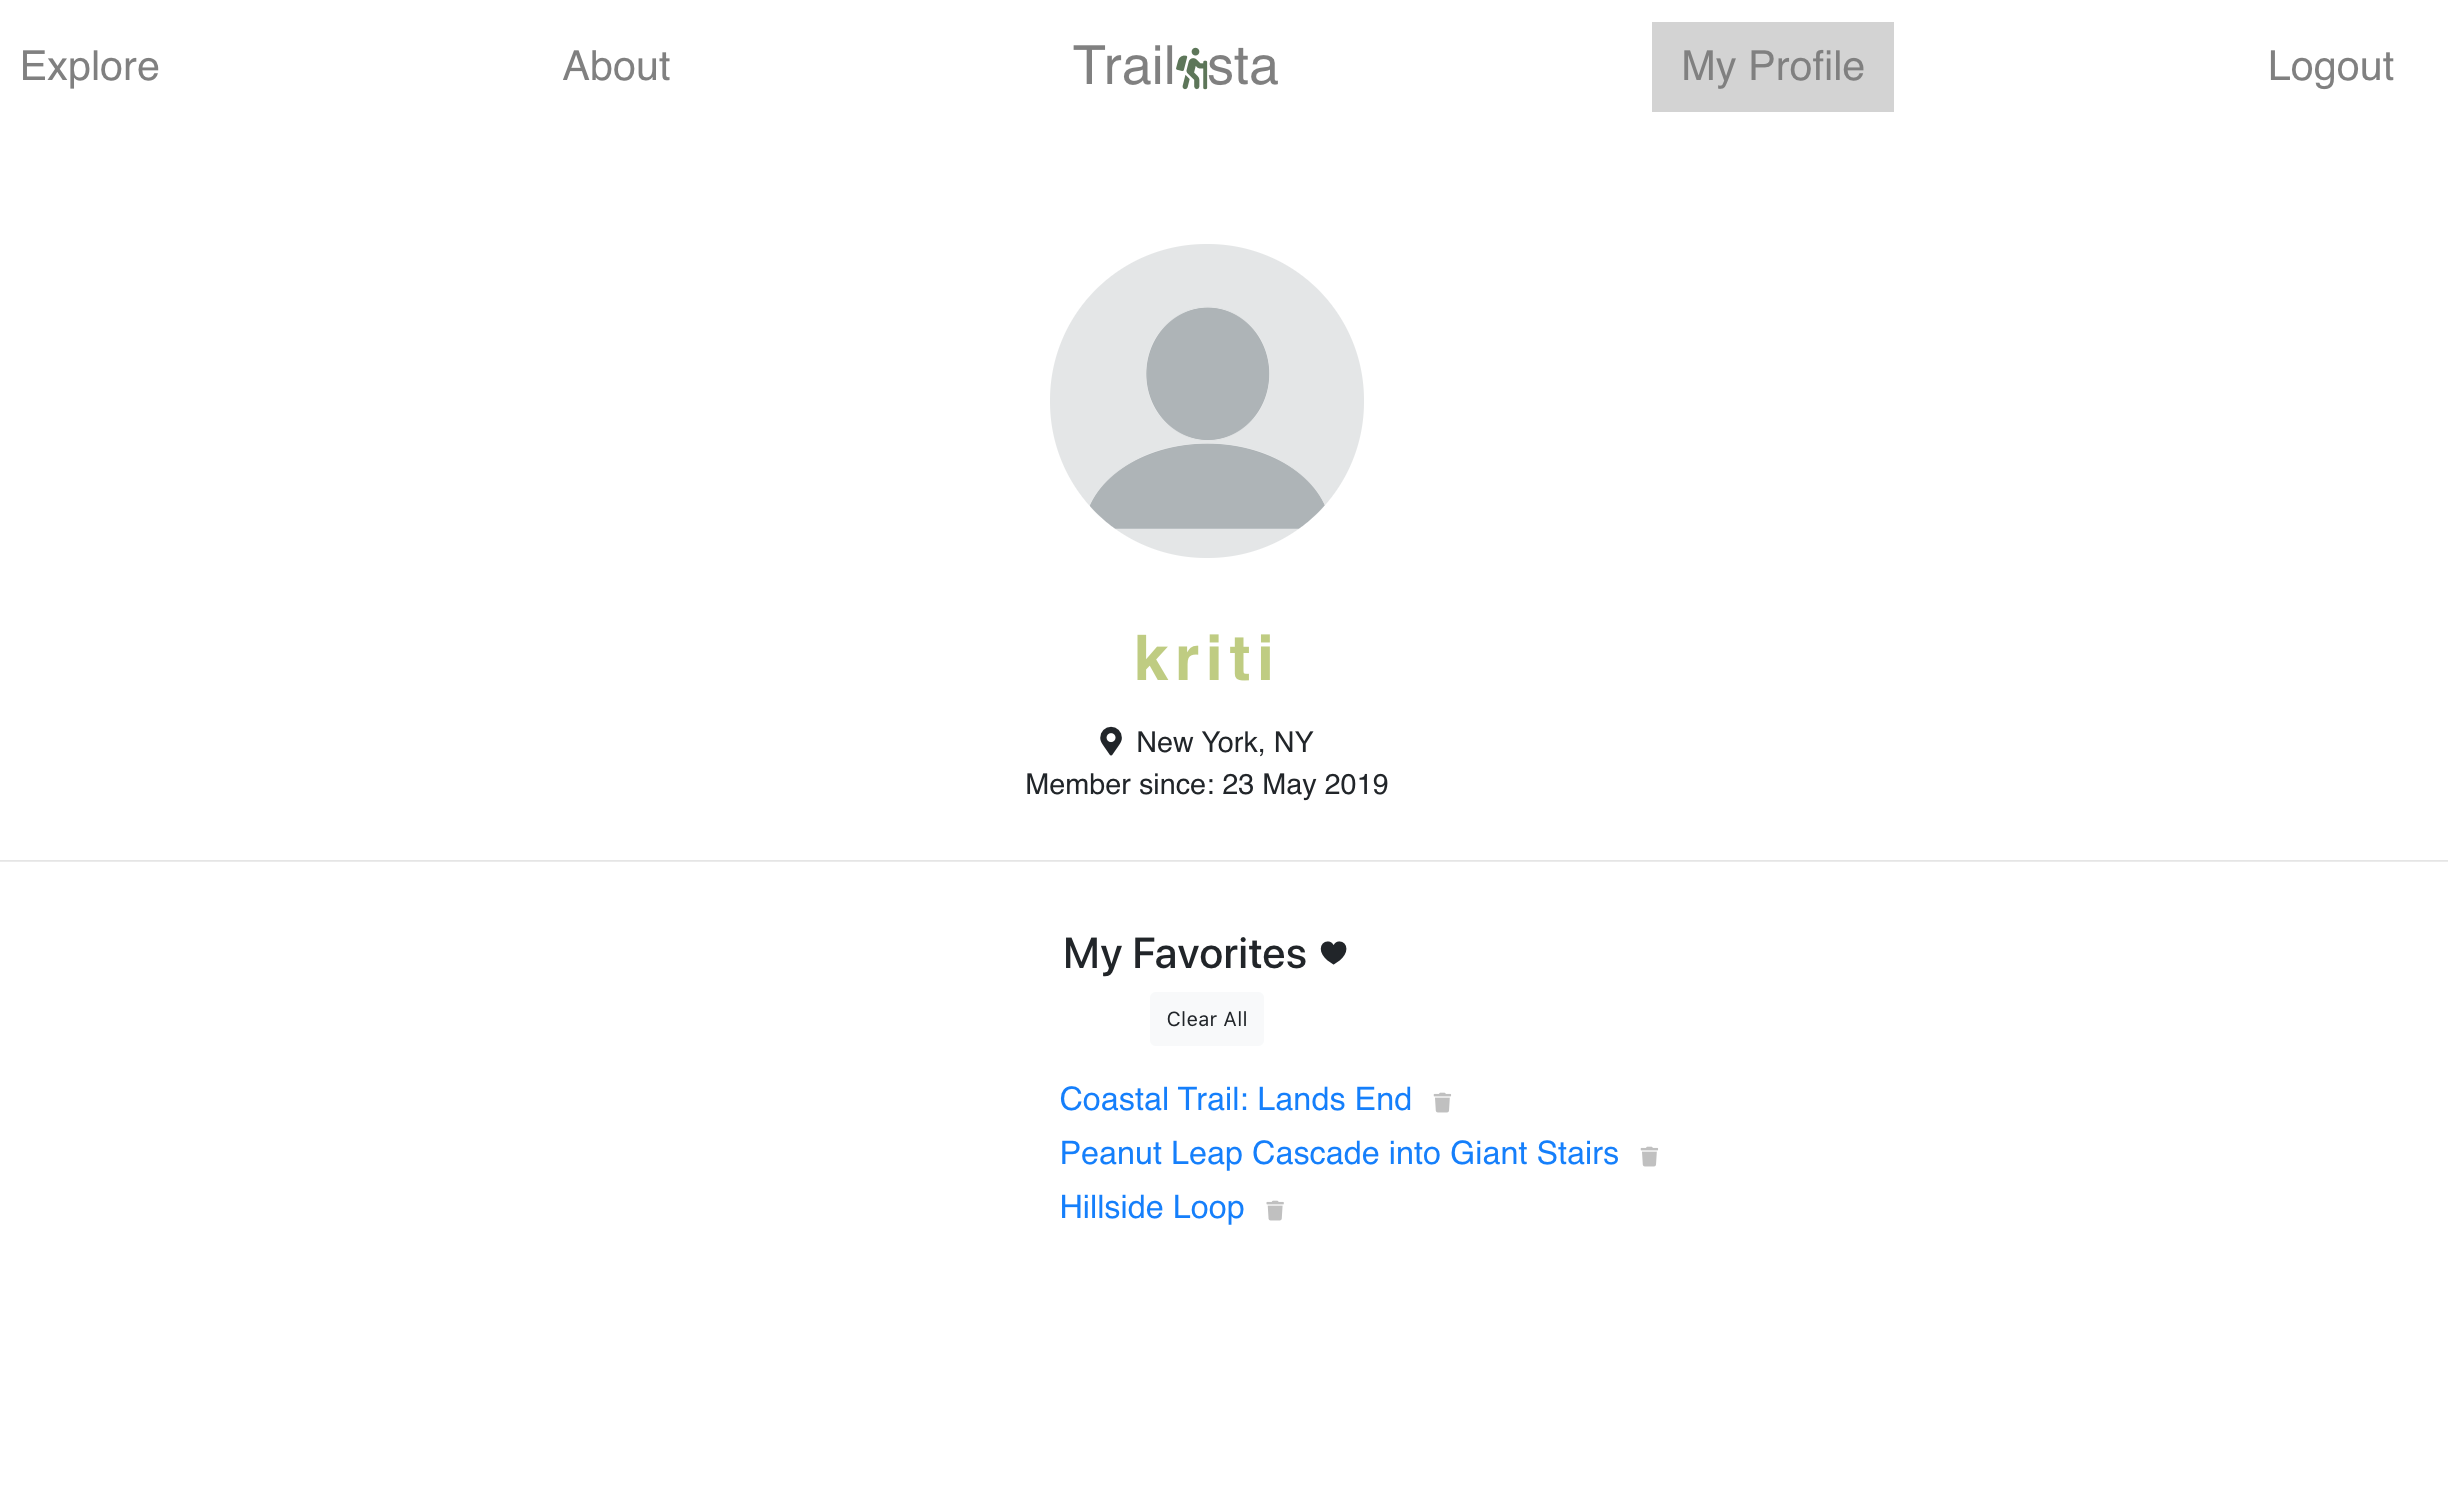 Explore About Trailista My Profile Logout
kriti
New York, NY
Member since: 23 May 2019
My Favorites
Clear All
Coastal Trail: Lands End
Peanut Leap Cascade into Giant Stairs
Hillside Loop